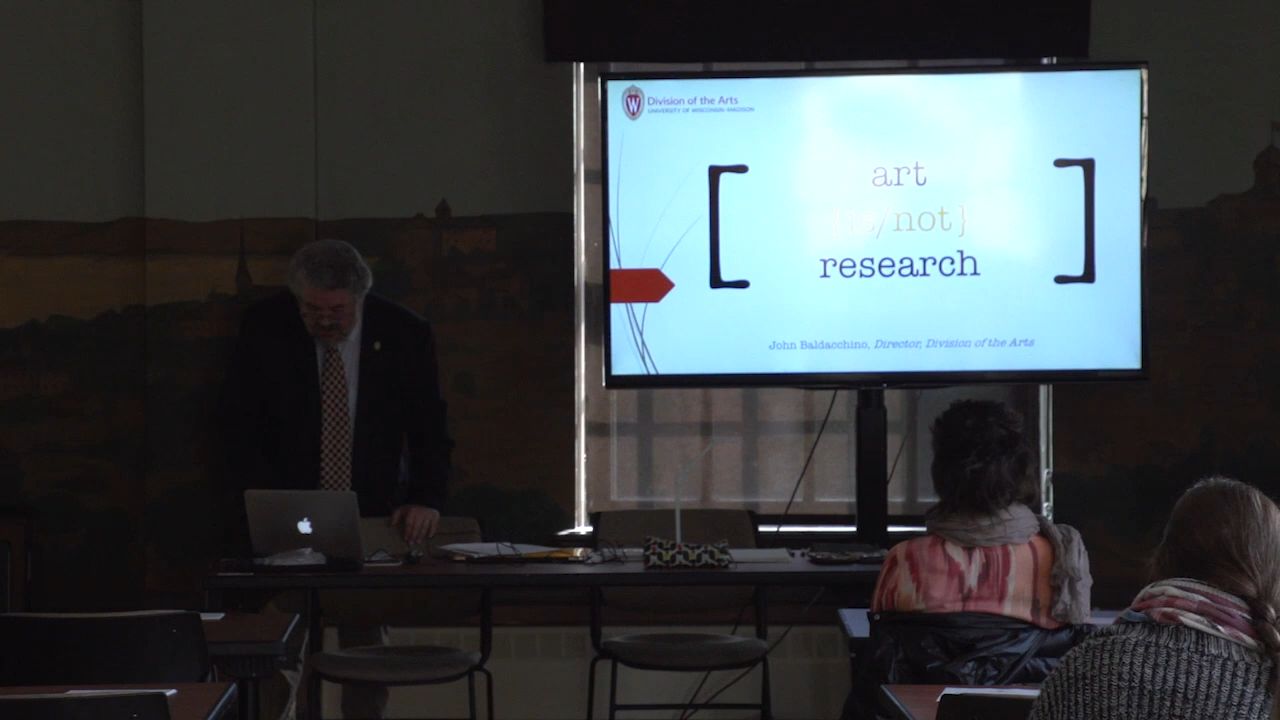 Division of the Arts
UNIVERSITY OF WISCONSIN-MADISON
art
{is/not}
research
John Baldacchino, Director, Division of the Arts